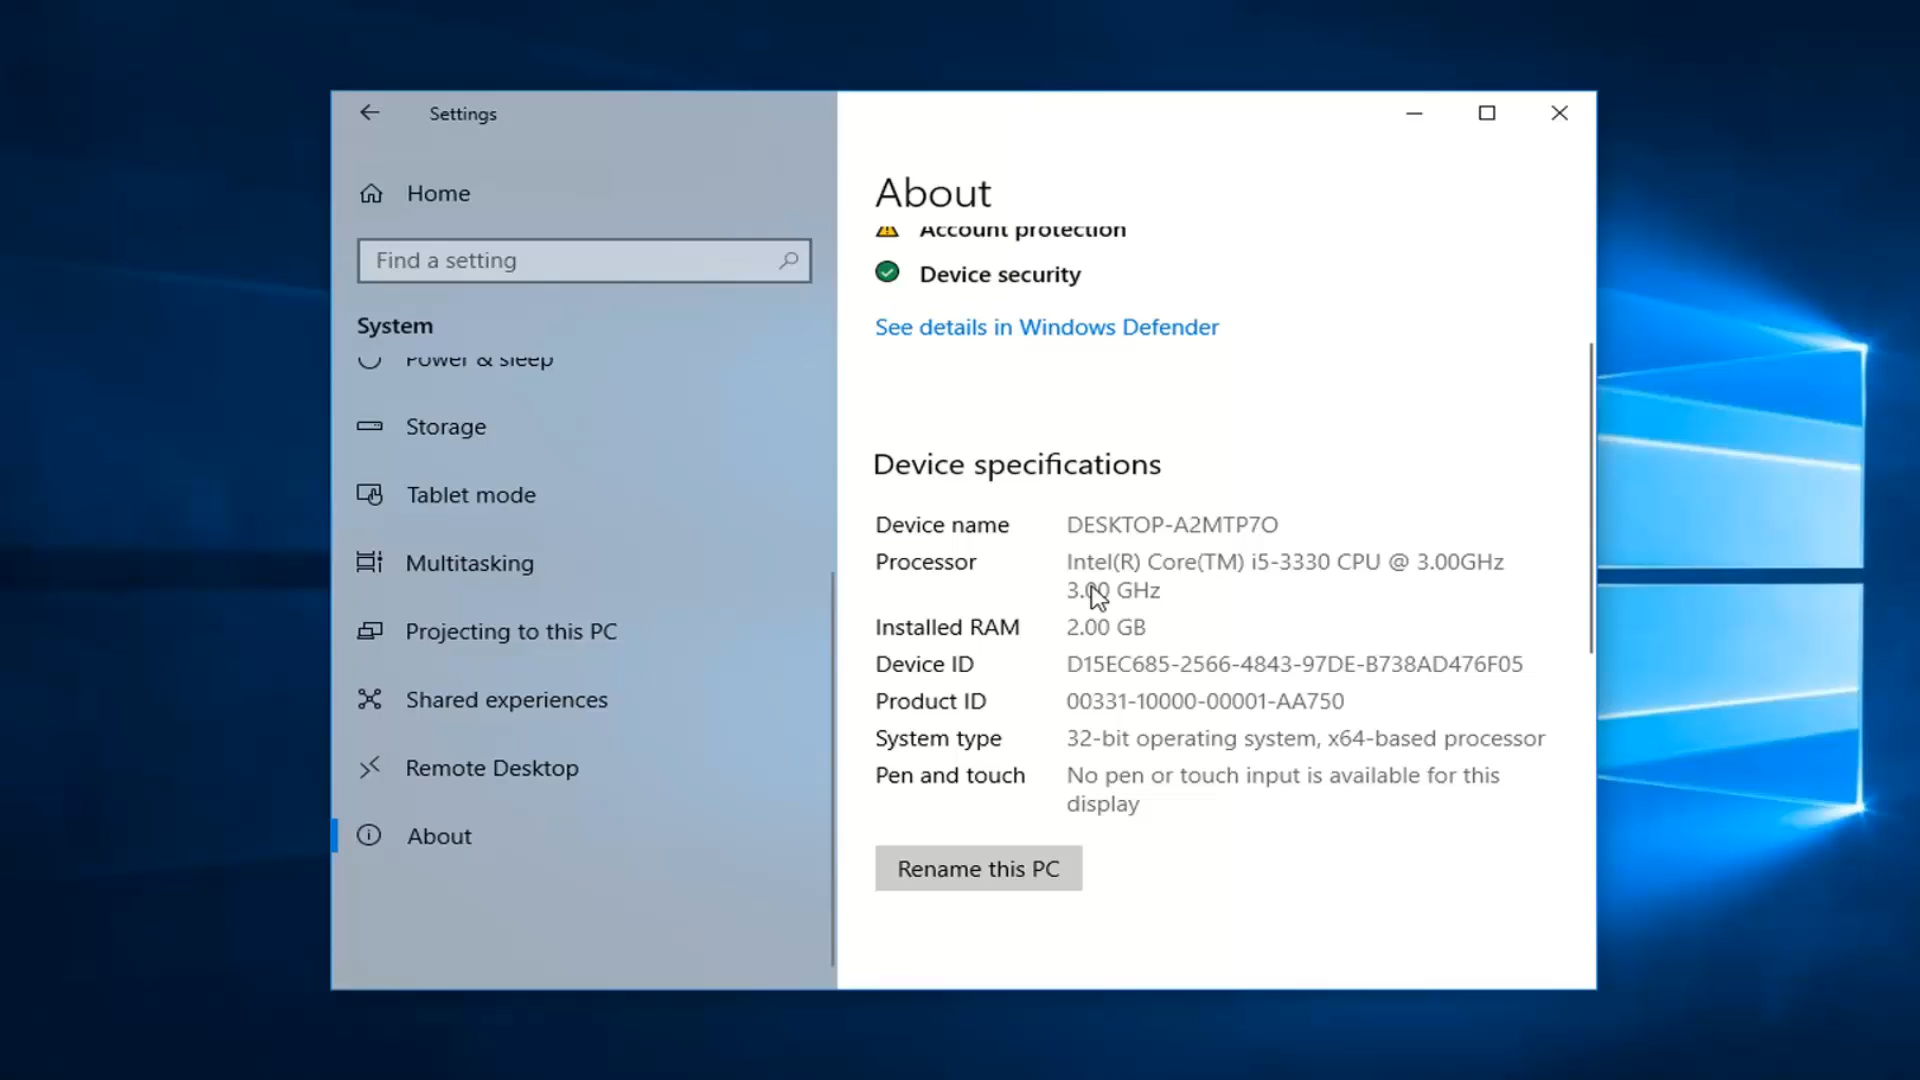 Settings
Home
Find a setting
System
Power & sleep
Storage
Tablet mode
Multitasking
Projecting to this PC
Shared experiences
Remote Desktop
About
About
Account protection
Device security
See details in Windows Defender
Device specifications
Device name DESKTOP-A2MTP7O
Processor Intel(R) Core(TM) i5-3330 CPU @ 3.00GHz
3.00 GHz
Installed RAM 2.00 GB
Device ID D15EC685-2566-4843-97DE-B738AD476F05
Product ID 00331-10000-00001-AA750
System type 32-bit operating system, x64-based processor
Pen and touch No pen or touch input is available for this
display
Rename this PC